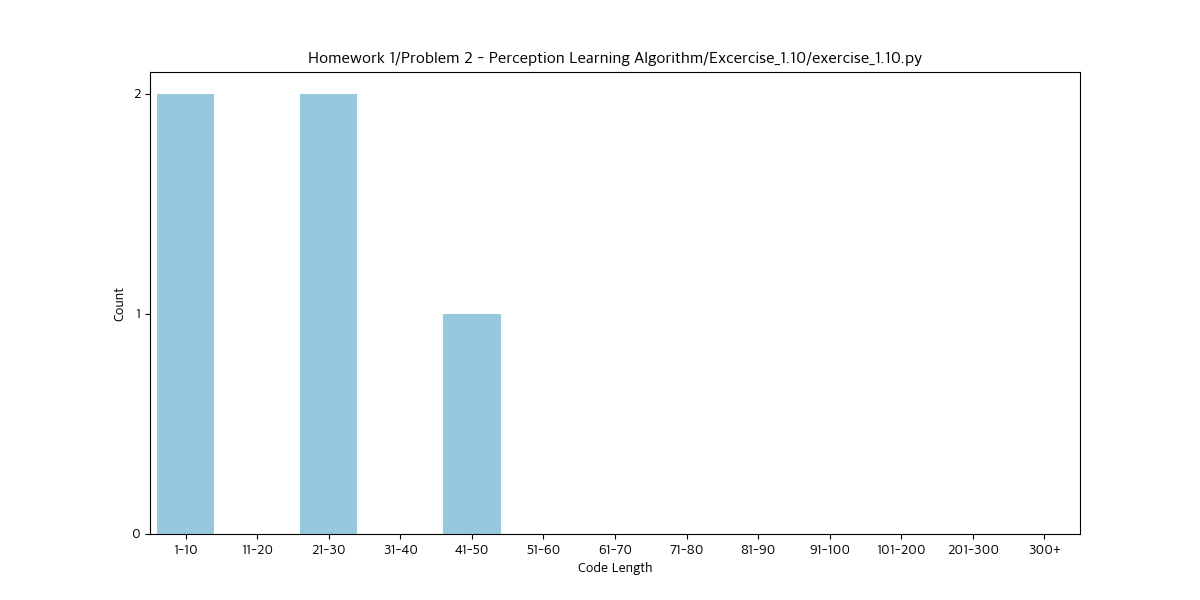 Homework 1/Problem 2 - Perception Learning Algorithm/Excercise_1.10/exercise_1.10.py
2
1
0
Count
1-10 11-20 21-30 31-40 41-50 51-60 61-70 71-80 81-90 91-100 101-200 201-300 300+
Code Length